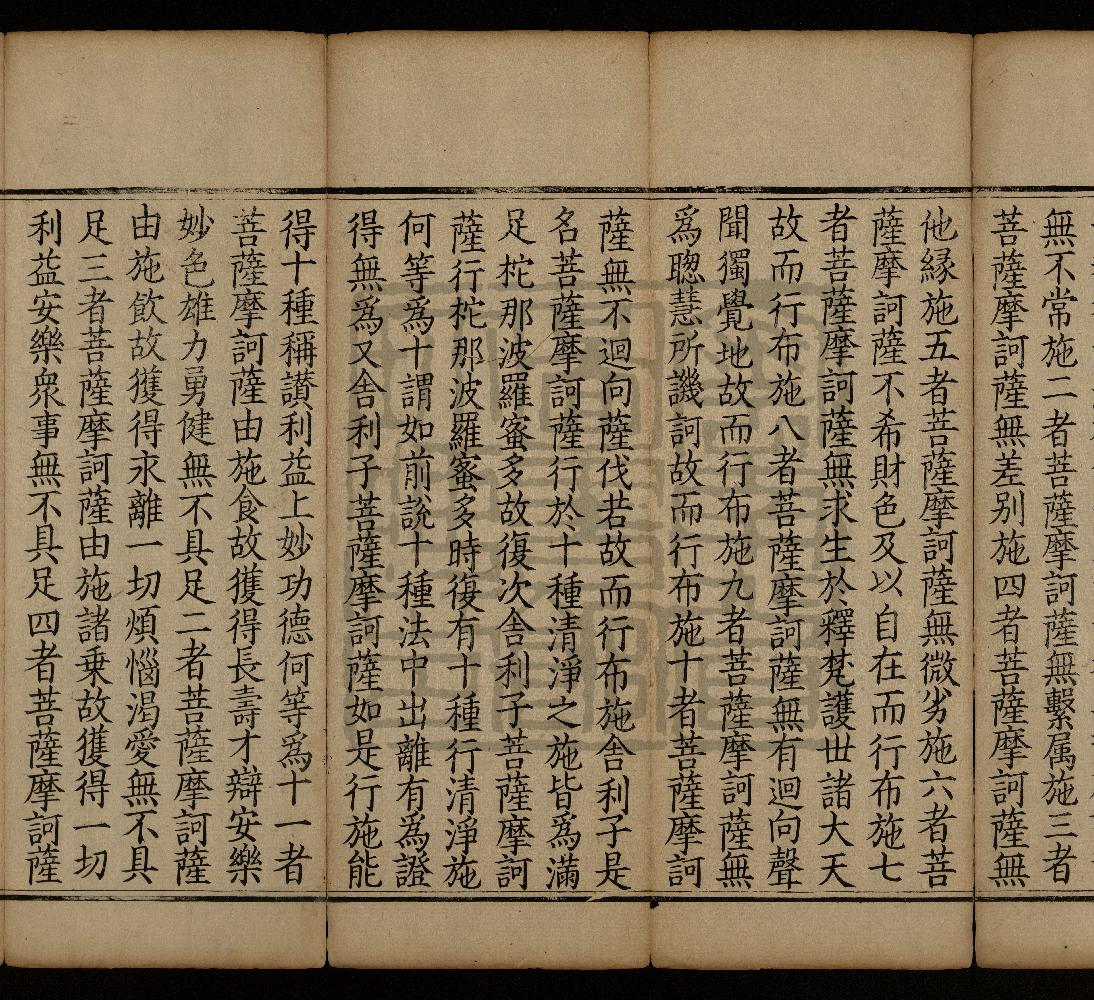 無不常施二者菩薩摩訶薩無繫属施三者
菩薩摩訶薩無差别施四者菩薩摩訶薩無
他縁施五者菩薩摩訶薩無微劣施六者菩
薩摩訶薩不希財色及以自在而行布施七
者菩薩摩訶薩無求生於釋梵護世諸大天
故而行布施八者菩薩摩訶薩無有迴向聲
聞獨覺地故而行布施九者菩薩摩訶薩無
爲聰慧所譏訶故而行布施十者菩薩摩訶
薩無不迴向薩伐若故而行布施舍利子是
名菩薩摩訶薩行於十種清淨之施皆爲滿
足柁那波羅蜜多故復次舍利子菩薩摩訶
薩行柁那波羅蜜多時復有十種行清淨施
何等爲十謂如前說十種法中出離有爲證
得無爲又舍利子菩薩摩訶薩如是行施能
得十種稱讃利益上妙功德何等爲十一者
菩薩摩訶薩由施食故獲得長壽才辯安樂
妙色雄力勇健無不具足二者菩薩摩訶薩
由施飲故獲得永離一切煩惱渴愛無不具
足三者菩薩摩訶薩由施諸乗故獲得一切
利益安樂衆事無不具足四者菩薩摩訶薩